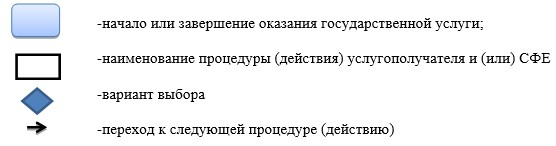 -начало или завершение оказания государственной услуги;
-наименование процедуры (действия) услугополучателя и (или) СФЕ
-вариант выбора
-переход к следующей процедуре (действию)